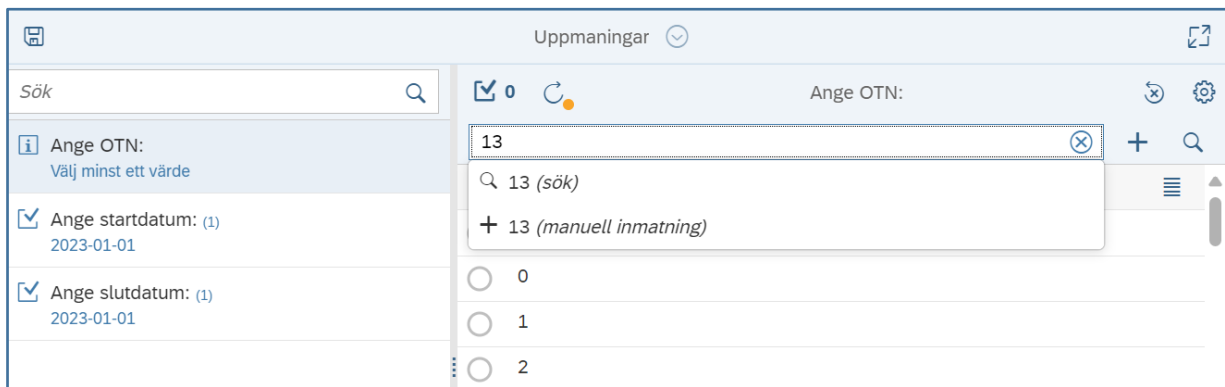 Uppmaningar
Sök
Ange OTN:
Välj minst ett värde
Ange startdatum: (1)
2023-01-01
Ange slutdatum: (1)
2023-01-01
0
Ange OTN:
13
13 (sök)
13 (manuell inmatning)
0
1
2